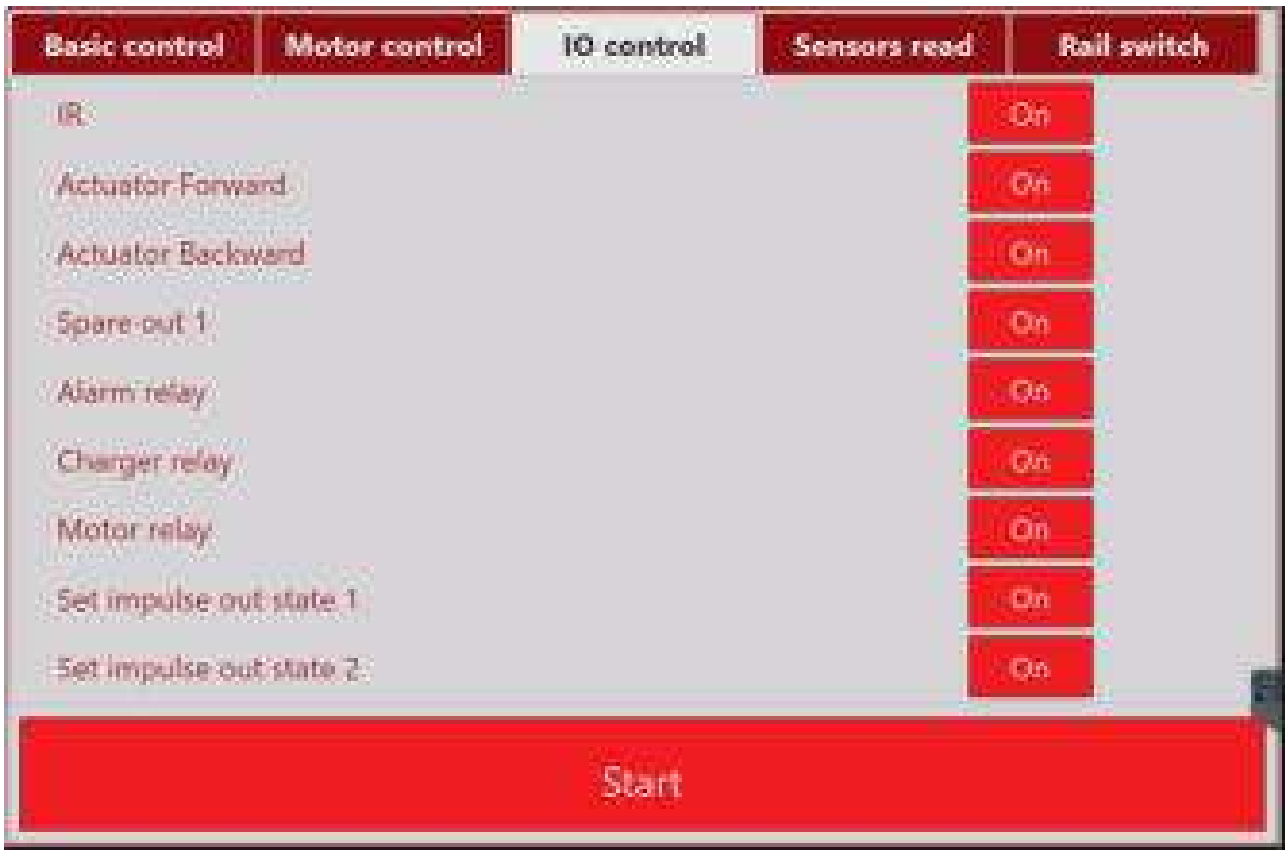 Basic control Motor control IO control Sensors read Rail switch
IR On
Actuator Forward On
Actuator Backward On
Spare out 1 On
Alarm relay On
Charger relay On
Motor relay On
Set impulse out state 1 On
Set impulse out state 2 On
Start